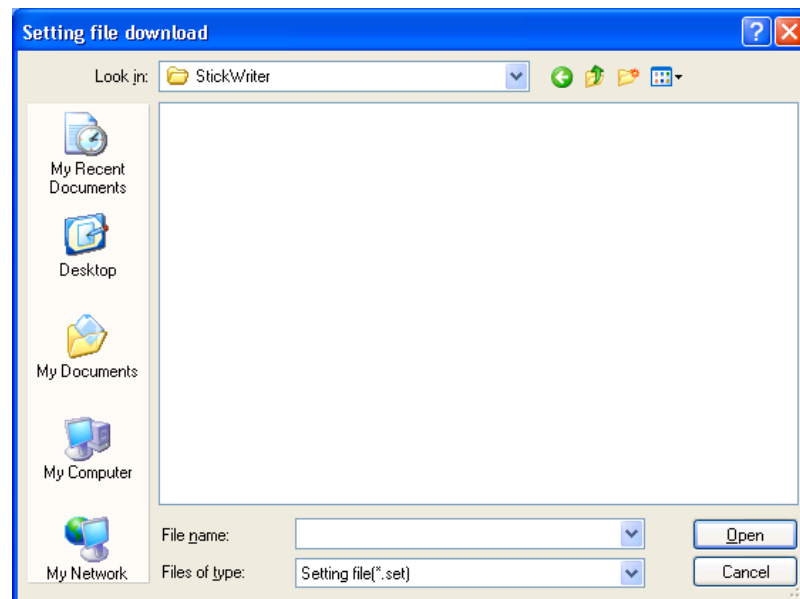 Setting file download
Look in:
StickWriter
My Recent
Documents
Desktop
My Documents
My Computer
My Network
File name:
Open
Files of type:
Setting file(*.set)
Cancel